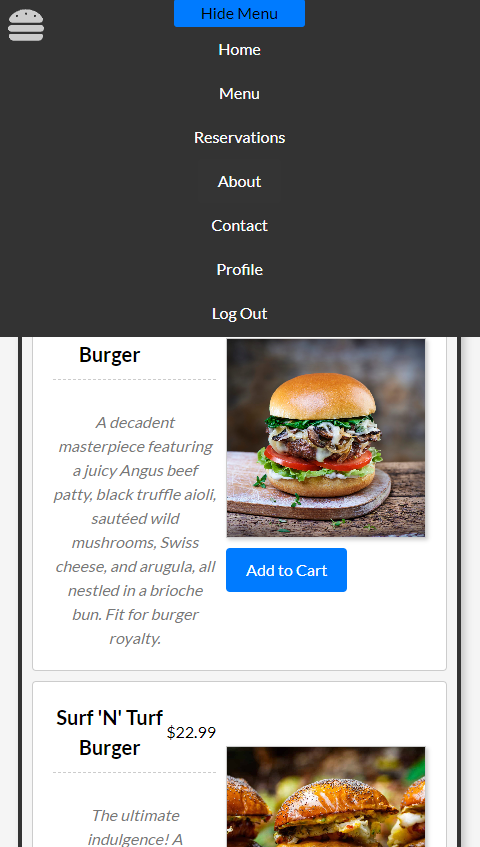 Hide Menu
Home
Menu
Reservations
About
Contact
Profile
Log Out
Burger
A decadent
masterpiece featuring
a juicy Angus beef
patty, black truffle aioli,
sautéed wild
mushrooms, Swiss
cheese, and arugula, all
nestled in a brioche
bun. Fit for burger
royalty.
Add to Cart
Surf 'N' Turf
Burger
$22.99
The ultimate
indulgence! A